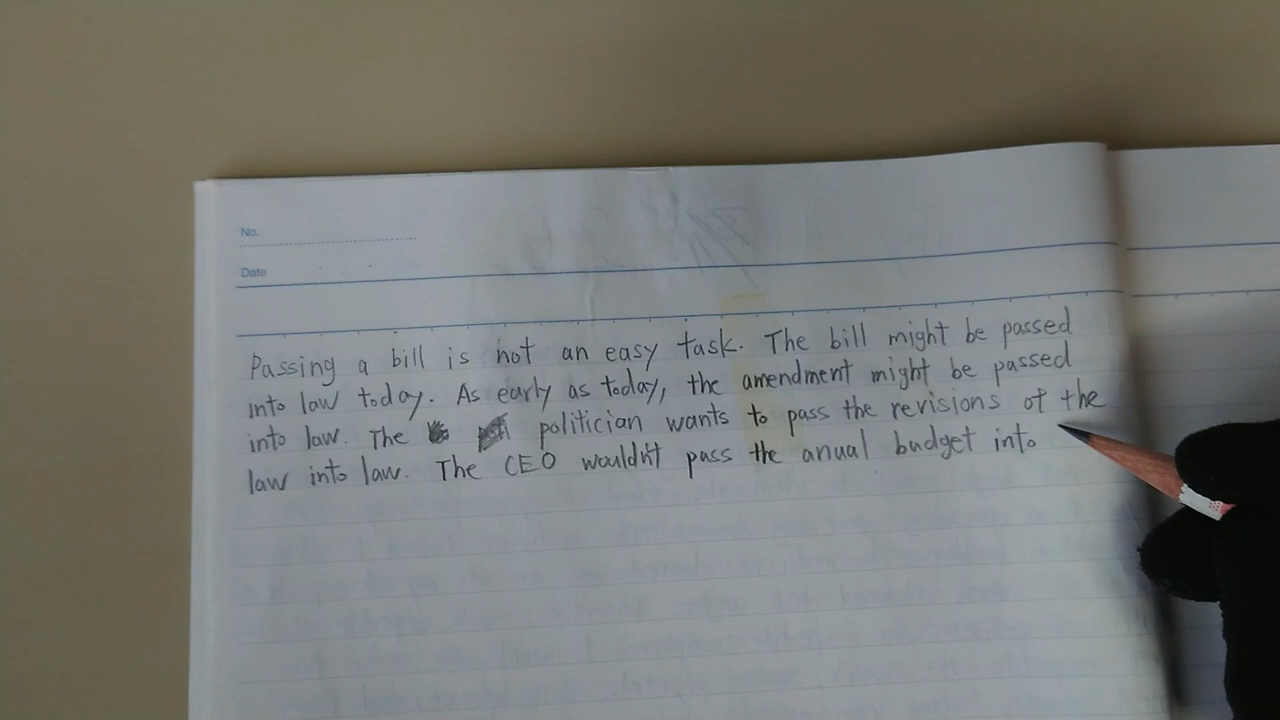 No.
Date
Passing a bill is not an easy task. The bill might be passed
into law today. As early as today, the amendment might be passed
into law. The politician wants to pass the revisions of the
law into law. The CEO wouldn't pass the anual budget into